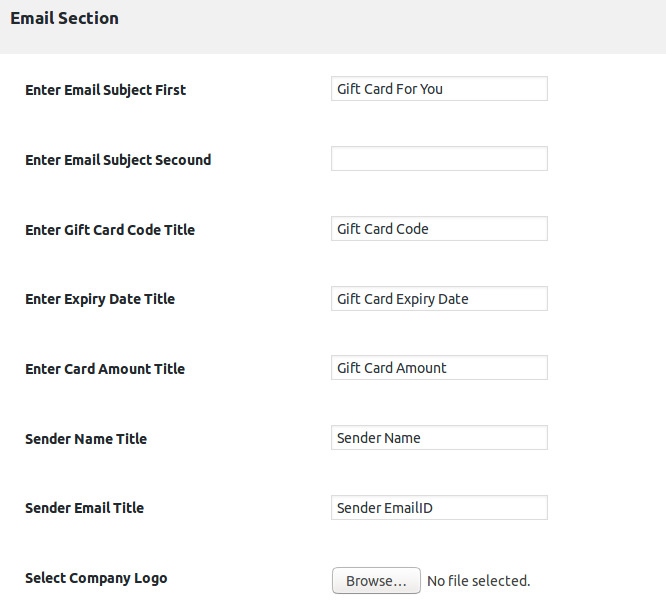 Email Section
Enter Email Subject First Gift Card For You
Enter Email Subject Secound
Enter Gift Card Code Title Gift Card Code
Enter Expiry Date Title Gift Card Expiry Date
Enter Card Amount Title Gift Card Amount
Sender Name Title Sender Name
Sender Email Title Sender EmailID
Select Company Logo Browse... No file selected.